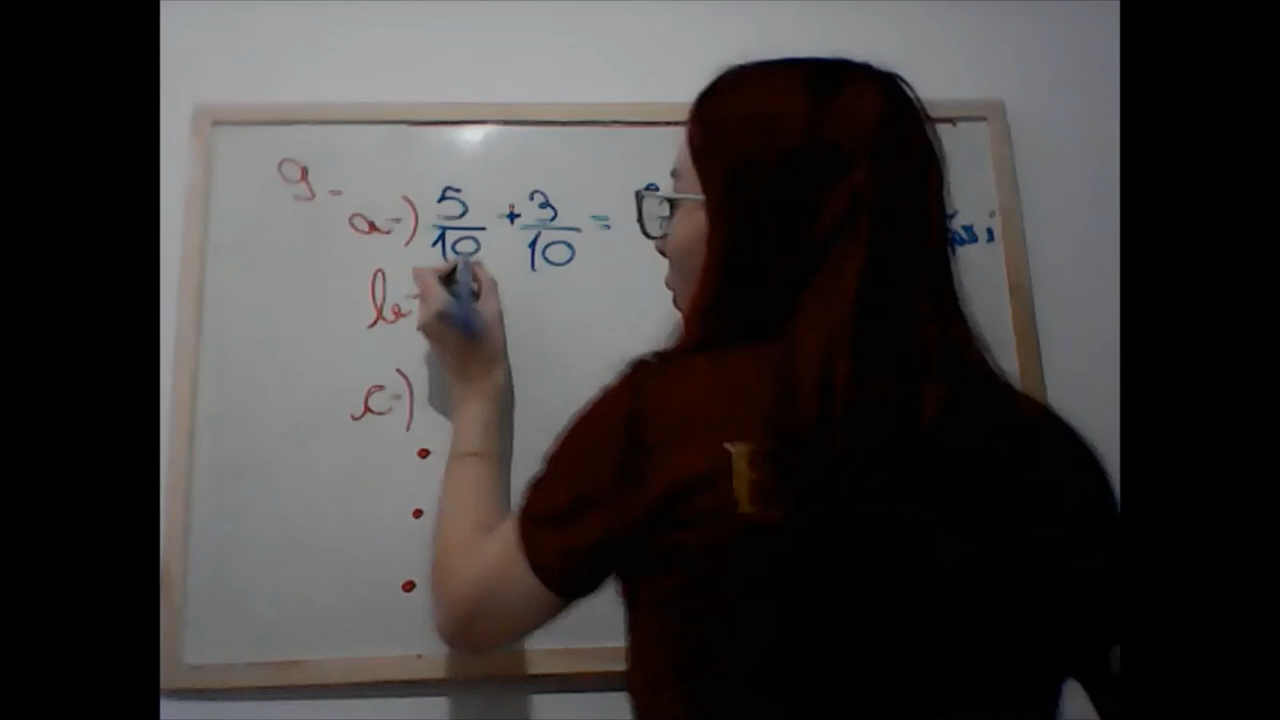 9-
a-) 5/10 + 3/10 =
b-
c-)